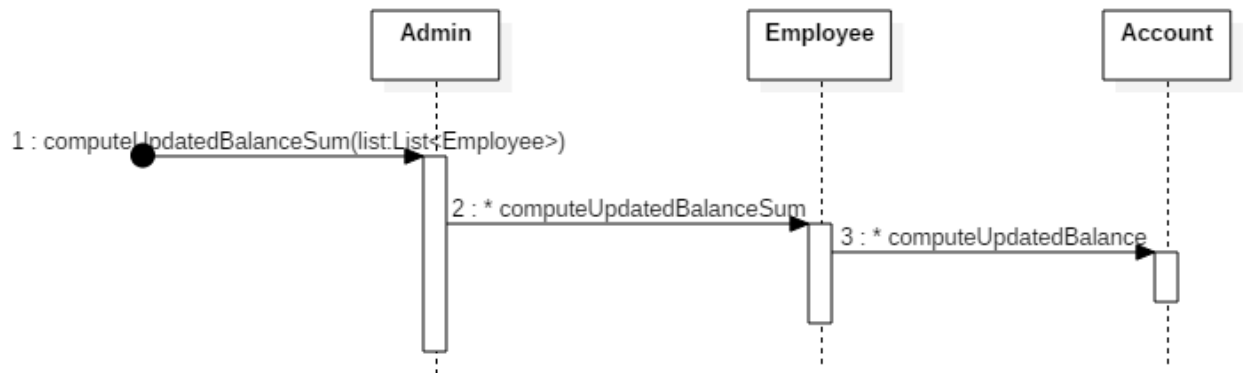 Admin
Employee
Account
1 : computeUpdatedBalanceSum(list:List<Employee>)
2 : * computeUpdatedBalanceSum
3 : * computeUpdatedBalance